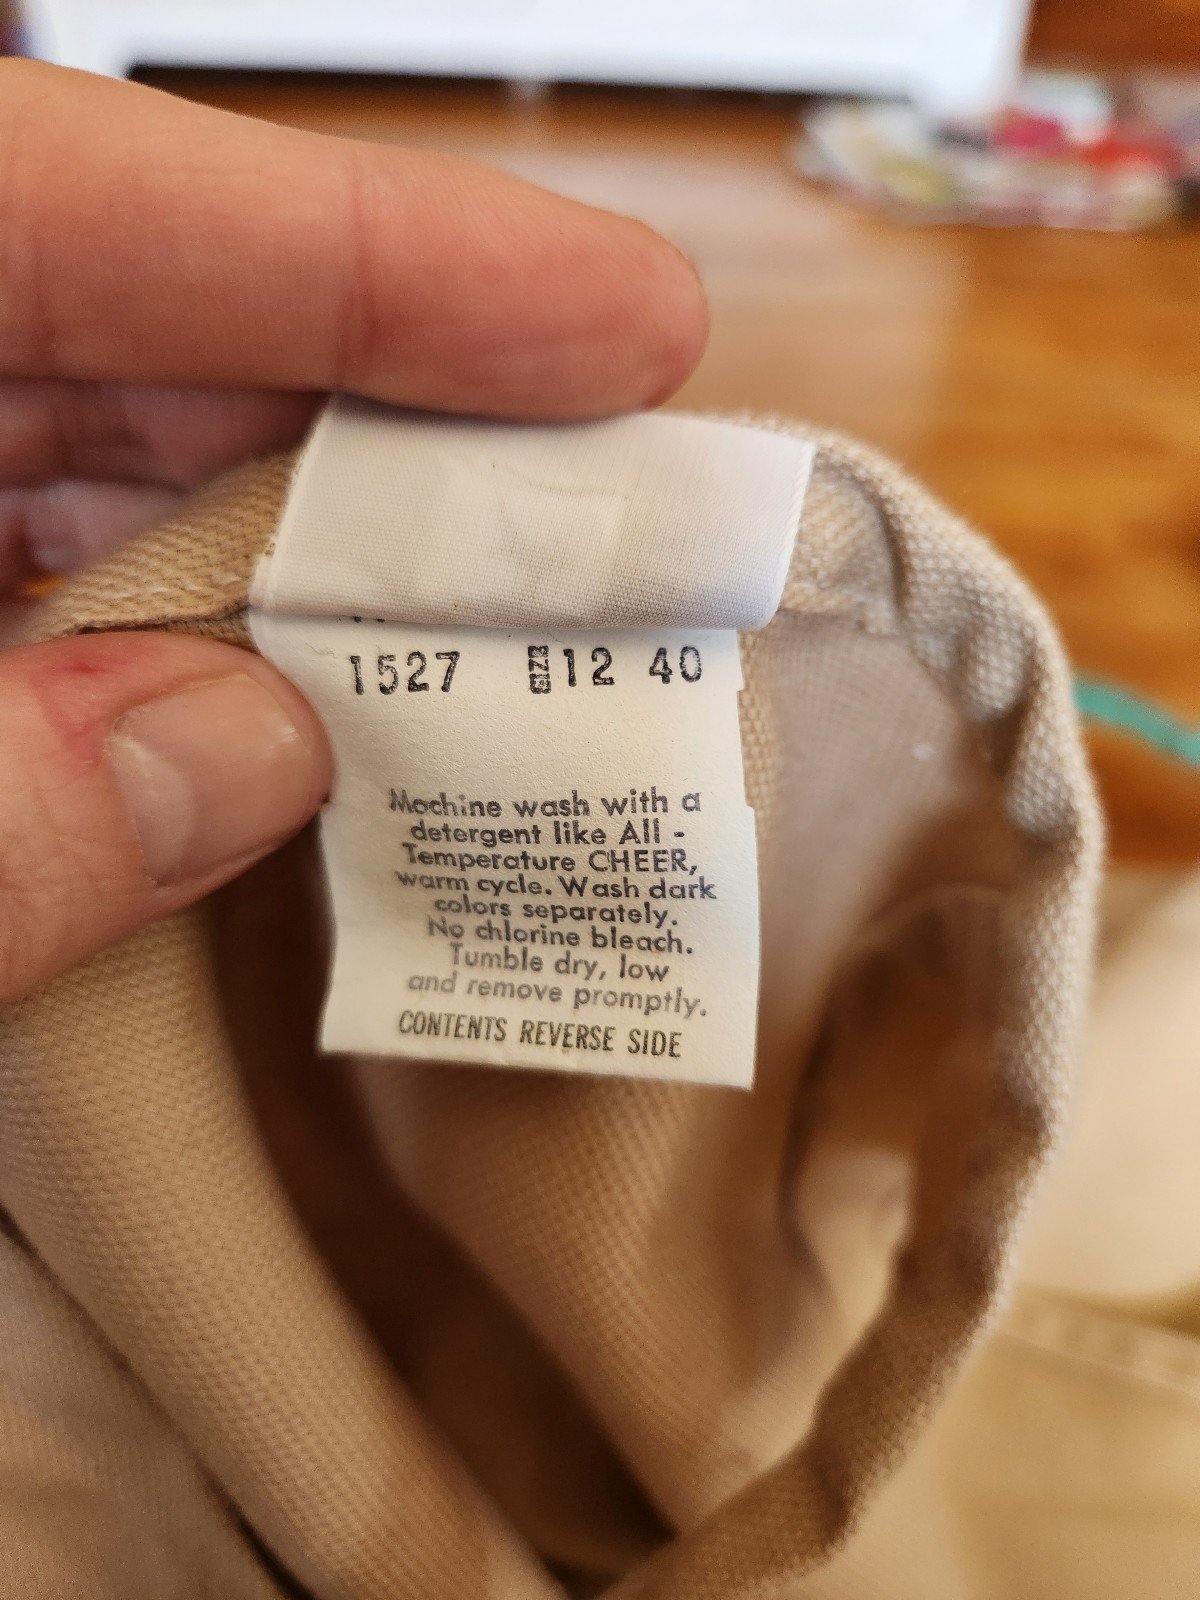 1527 SIZE 12 40
Machine wash with a
detergent like All -
Temperature CHEER,
warm cycle. Wash dark
colors separately.
No chlorine bleach.
Tumble dry, low
and remove promptly.
CONTENTS REVERSE SIDE